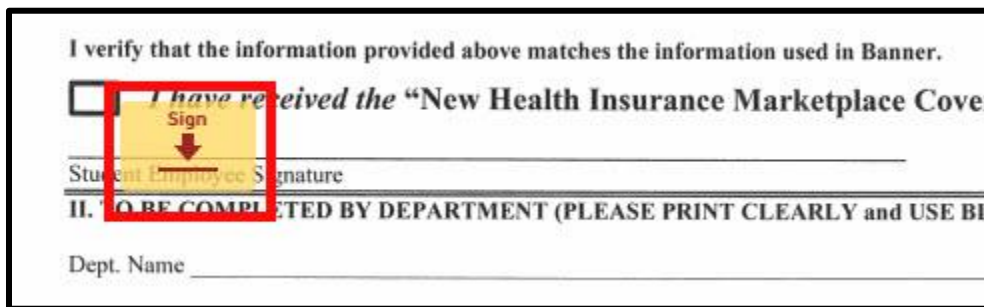 I verify that the information provided above matches the information used in Banner.
I have received the “New Health Insurance Marketplace Cove
Sign
Student Employee Signature
II. TO BE COMPLETED BY DEPARTMENT (PLEASE PRINT CLEARLY and USE
Dept. Name